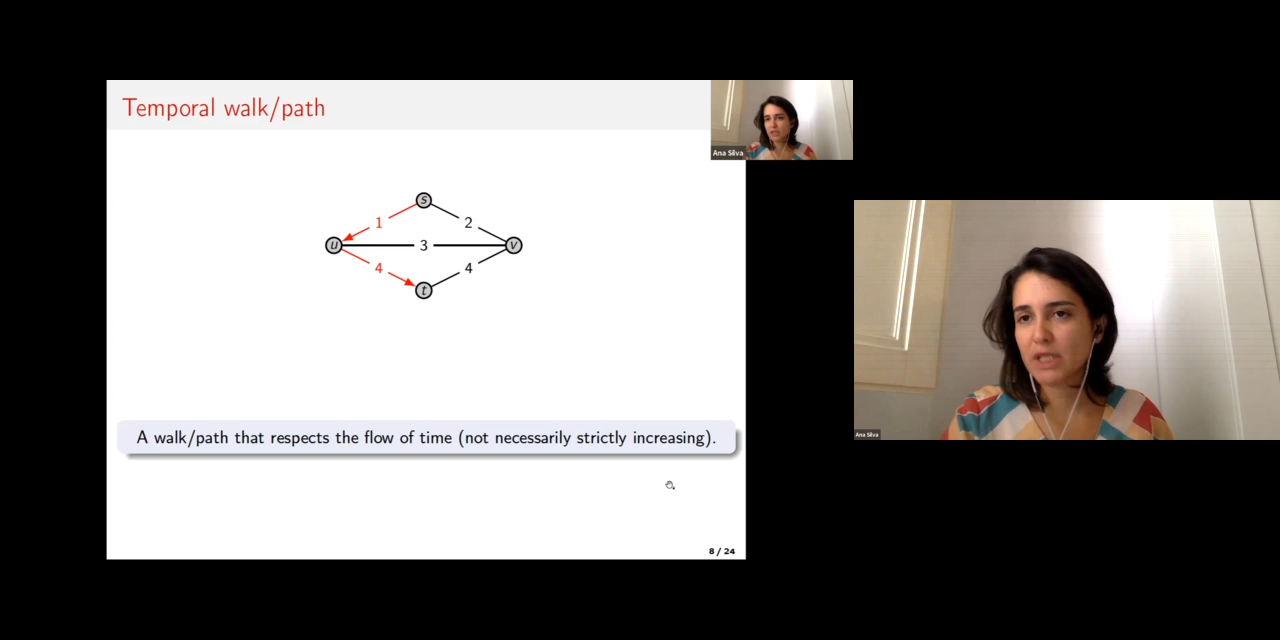 Temporal walk/path
Ana Silva
s
1 2
u 3 v
4 4
t
Ana Silva
A walk/path that respects the flow of time (not necessarily strictly increasing).
8 / 24